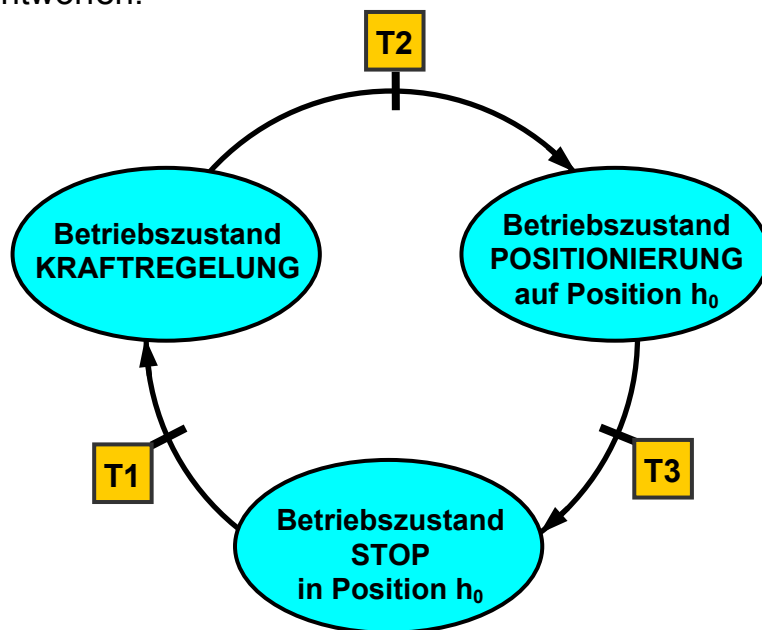 T2
Betriebszustand
KRAFTREGELUNG
Betriebszustand
POSITIONIERUNG
auf Position h₀
T1
T3
Betriebszustand
STOP
in Position h₀